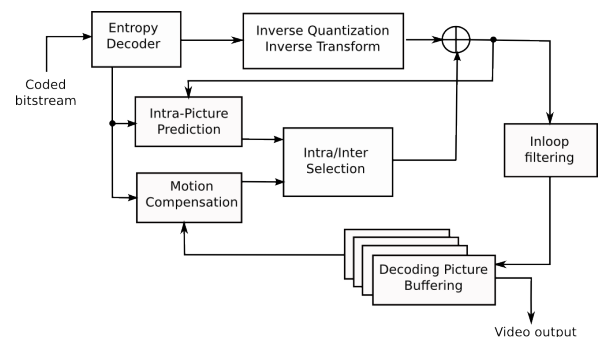 Entropy
Decoder
Inverse Quantization
Inverse Transform
Coded
bitstream
Intra-Picture
Prediction
Intra/Inter
Selection
Inloop
filtering
Motion
Compensation
Decoding Picture
Buffering
Video output